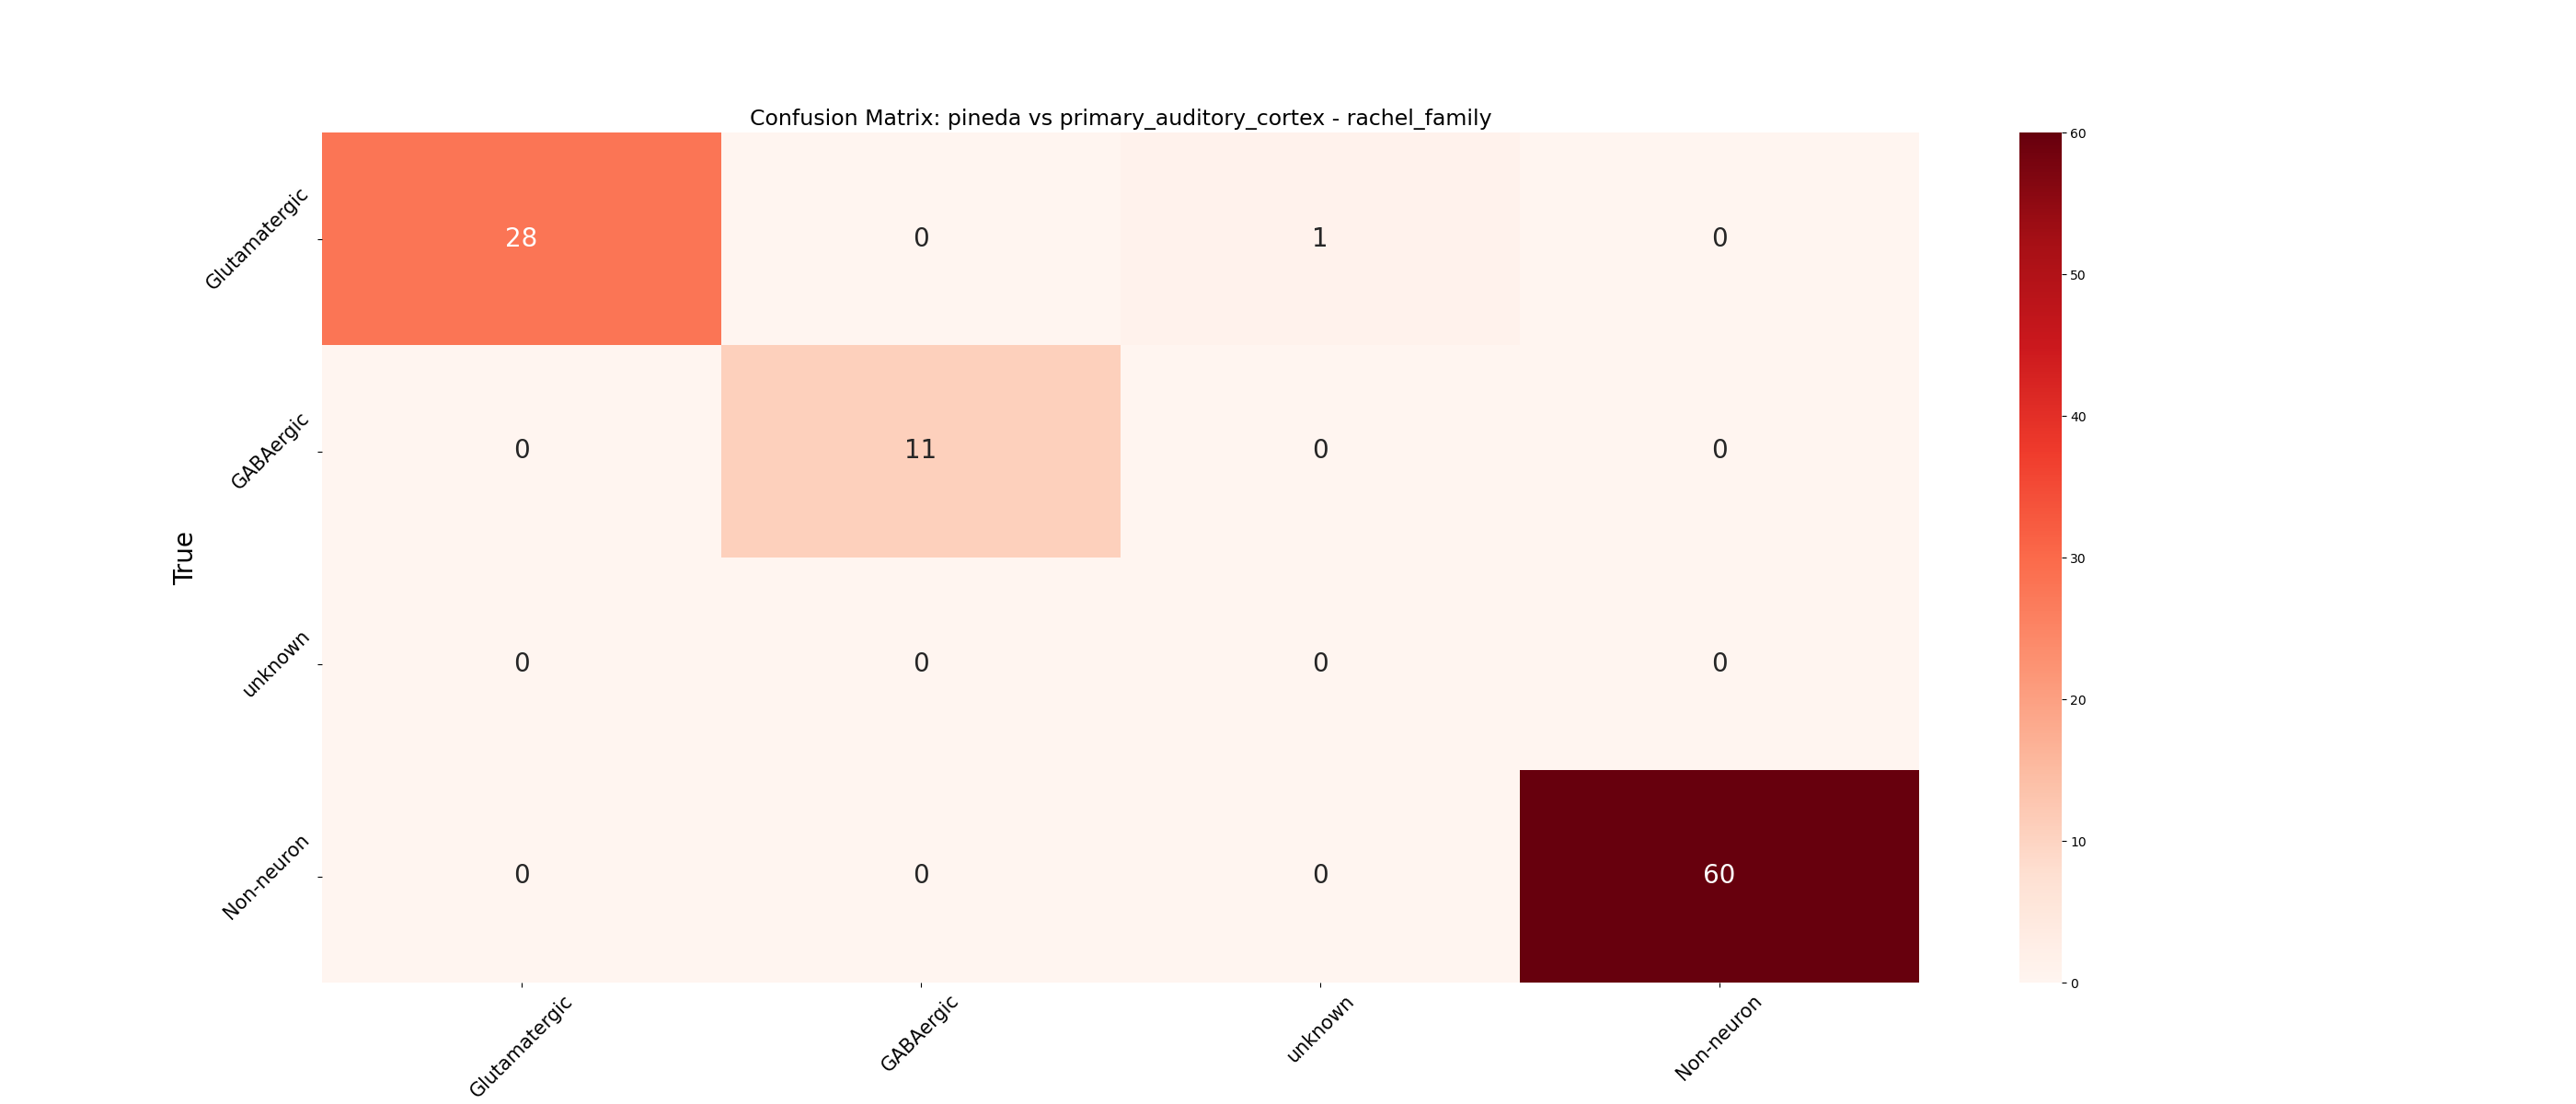 Confusion Matrix: pineda vs primary_auditory_cortex - rachel_family
True
Glutamatergic 28 0 1 0
GABAergic 0 11 0 0
unknown 0 0 0 0
Non-neuron 0 0 0 60
Glutamatergic GABAergic unknown Non-neuron
60
50
40
30
20
10
0